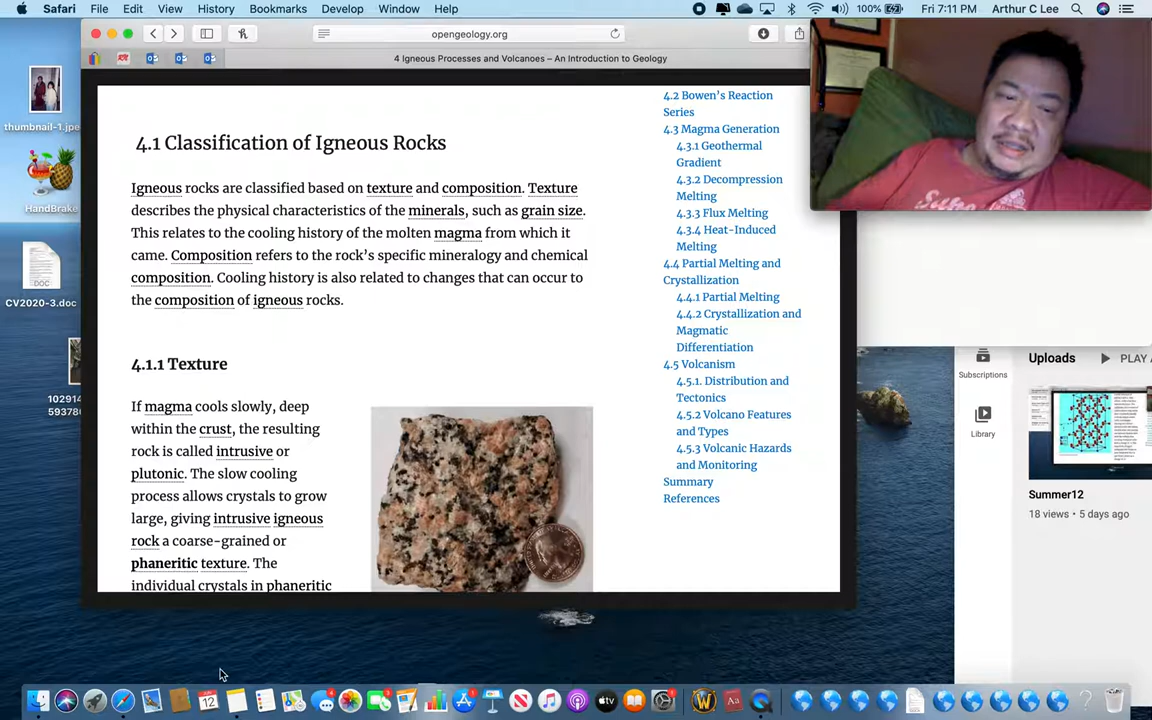 Safari File Edit View History Bookmarks Develop Window Help 100% Fri 7:11 PM Arthur C Lee
opengeology.org
4 Igneous Processes and Volcanoes – An Introduction to Geology
thumbnail-1.jpe
HandBrake
DOC
CV2020-3.doc
10291
593780
4.1 Classification of Igneous Rocks
Igneous rocks are classified based on texture and composition. Texture
describes the physical characteristics of the minerals, such as grain size.
This relates to the cooling history of the molten magma from which it
came. Composition refers to the rock's specific mineralogy and chemical
composition. Cooling history is also related to changes that can occur to
the composition of igneous rocks.
4.1.1 Texture
If magma cools slowly, deep
within the crust, the resulting
rock is called intrusive or
plutonic. The slow cooling
process allows crystals to grow
large, giving intrusive igneous
rock a coarse-grained or
phaneritic texture. The
individual crystals in phaneritic
4.2 Bowen's Reaction
Series
4.3 Magma Generation
4.3.1 Geothermal
Gradient
4.3.2 Decompression
Melting
4.3.3 Flux Melting
4.3.4 Heat-Induced
Melting
4.4 Partial Melting and
Crystallization
4.4.1 Partial Melting
4.4.2 Crystallization and
Magmatic
Differentiation
4.5 Volcanism
4.5.1. Distribution and
Tectonics
4.5.2 Volcano Features
and Types
4.5.3 Volcanic Hazards
and Monitoring
Summary
References
Subscriptions
Library
Uploads PLAY A
Summer12
18 views • 5 days ago
12
tv
Aa